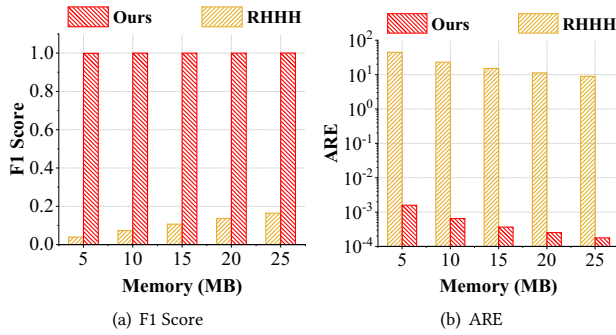 Ours RHHH
F1 Score
1.0
0.8
0.6
0.4
0.2
0.0
5 10 15 20 25
Memory (MB)
(a) F1 Score
Ours RHHH
ARE
10^2
10^1
10^0
10^-1
10^-2
10^-3
10^-4
5 10 15 20 25
Memory (MB)
(b) ARE